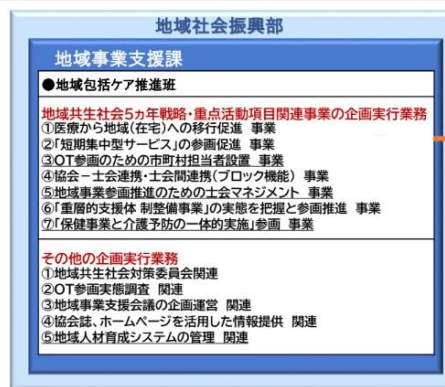 地域社会振興部
地域事業支援課
●地域包括ケア推進班
地域共生社会5ヵ年戦略・重点活動項目関連事業の企画実行業務
①医療から地域(在宅)への移行促進 事業
②「短期集中型サービス」の参画促進 事業
③OT参画のための市町村担当者設置 事業
④協会－士会連携・士会間連携(ブロック機能) 事業
⑤地域事業参画推進のための士会マネジメント 事業
⑥「重層的支援体 制整備事業」の実態を把握と参画推進 事業
⑦「保健事業と介護予防の一体的実施」参画 事業
その他の企画実行業務
①地域共生社会対策委員会関連
②OT参画実態調査 関連
③地域事業支援会議の企画運営 関連
④協会誌、ホームページを活用した情報提供 関連
⑤地域人材育成システムの管理 関連